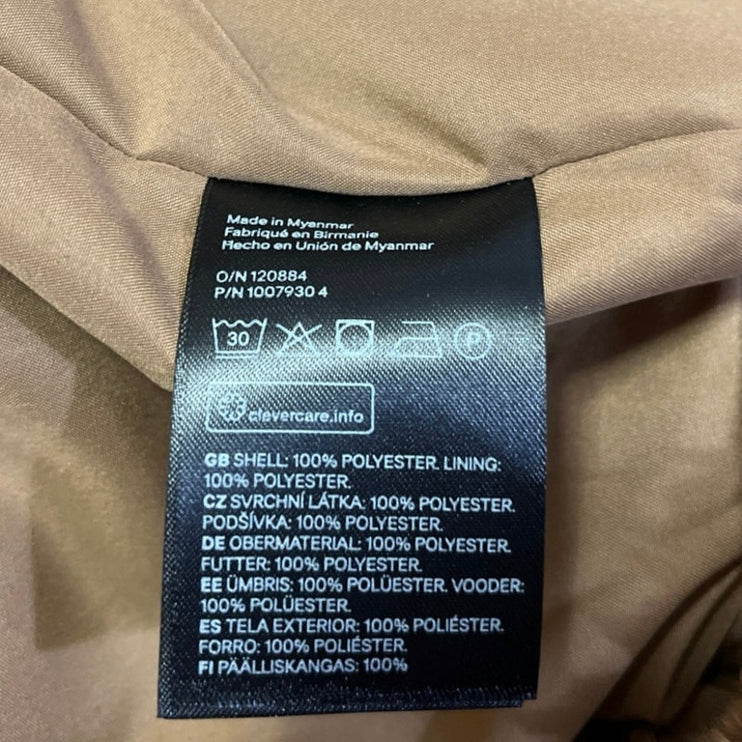 Made in Myanmar
Fabriqué en Birmanie
Hecho en Unión de Myanmar
O/N 120884
P/N 1007930 4
30
P
clevercare.info
GB SHELL: 100% POLYESTER. LINING:
100% POLYESTER.
CZ SVRCHNÍ LÁTKA: 100% POLYESTER.
PODŠÍVKA: 100% POLYESTER.
DE OBERMATERIAL: 100% POLYESTER.
FUTTER: 100% POLYESTER.
EE ÜMBRIS: 100% POLÜESTER. VOODER:
100% POLÜESTER.
ES TELA EXTERIOR: 100% POLIÉSTER.
FORRO: 100% POLIÉSTER.
FI PÄÄLLISKANGAS: 100%